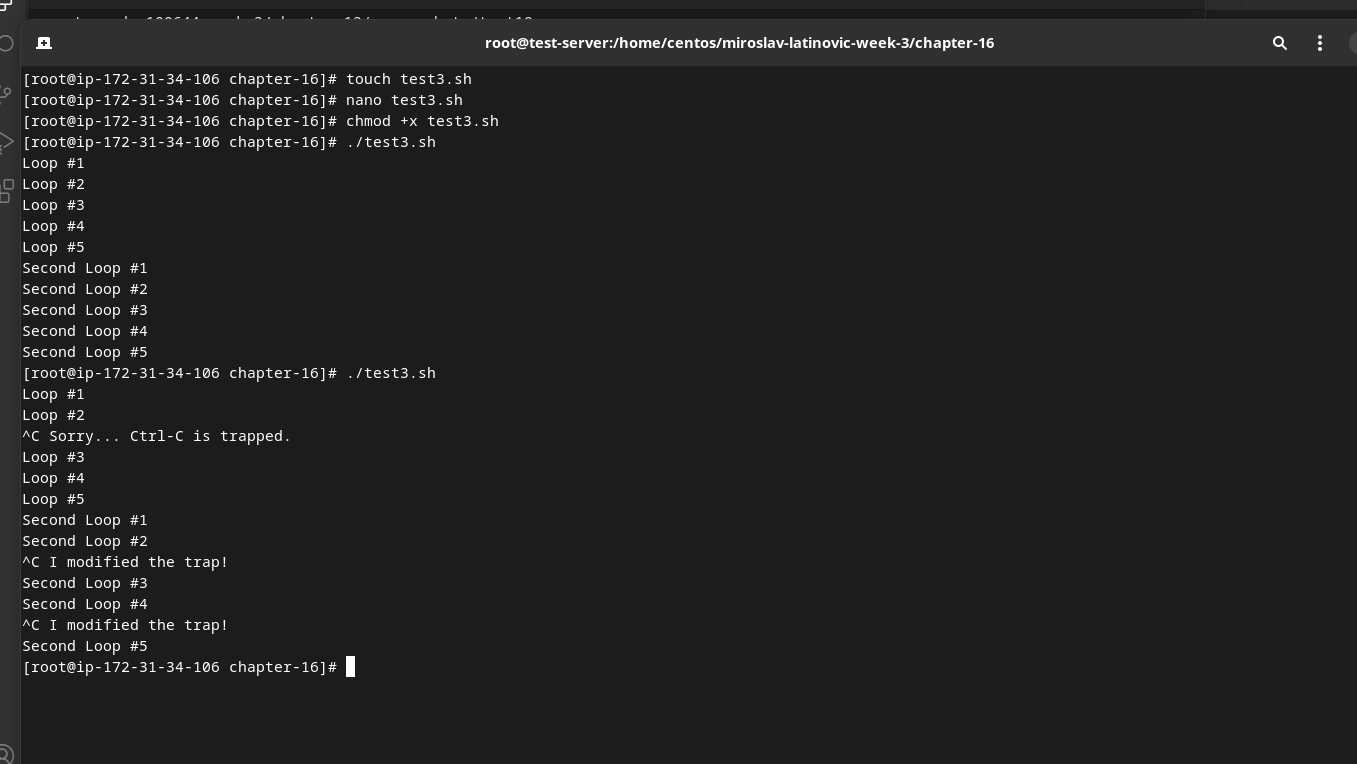 root@test-server:/home/centos/miroslav-latinovic-week-3/chapter-16
[root@ip-172-31-34-106 chapter-16]# touch test3.sh
[root@ip-172-31-34-106 chapter-16]# nano test3.sh
[root@ip-172-31-34-106 chapter-16]# chmod +x test3.sh
[root@ip-172-31-34-106 chapter-16]# ./test3.sh
Loop #1
Loop #2
Loop #3
Loop #4
Loop #5
Second Loop #1
Second Loop #2
Second Loop #3
Second Loop #4
Second Loop #5
[root@ip-172-31-34-106 chapter-16]# ./test3.sh
Loop #1
Loop #2
^C Sorry... Ctrl-C is trapped.
Loop #3
Loop #4
Loop #5
Second Loop #1
Second Loop #2
^C I modified the trap!
Second Loop #3
Second Loop #4
^C I modified the trap!
Second Loop #5
[root@ip-172-31-34-106 chapter-16]#